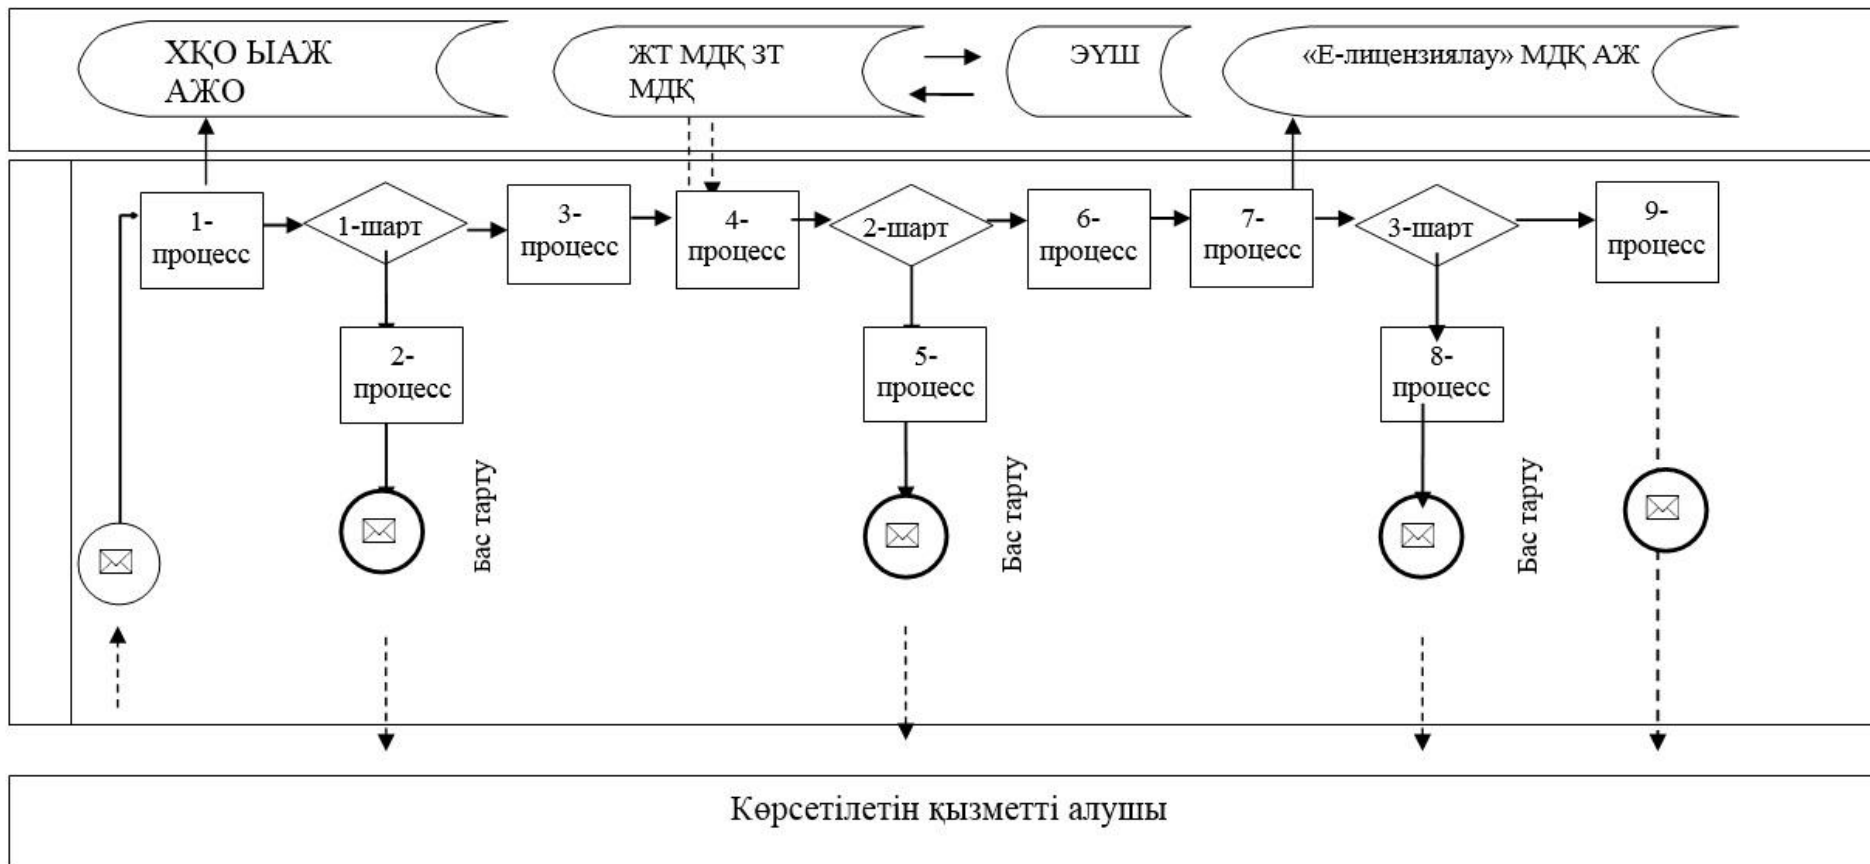 ХҚО ЫАЖ
АЖО
ЖТ МДҚ ЗТ
МДҚ
ЭҮШ
«Е-лицензиялау» МДҚ АЖ
1-
процесс
1-шарт
3-
процесс
4-
процесс
2-шарт
6-
процесс
7-
процесс
3-шарт
9-
процесс
2-
процесс
5-
процесс
8-
процесс
Бас тарту
Бас тарту
Бас тарту
Көрсетілетін қызметті алушы